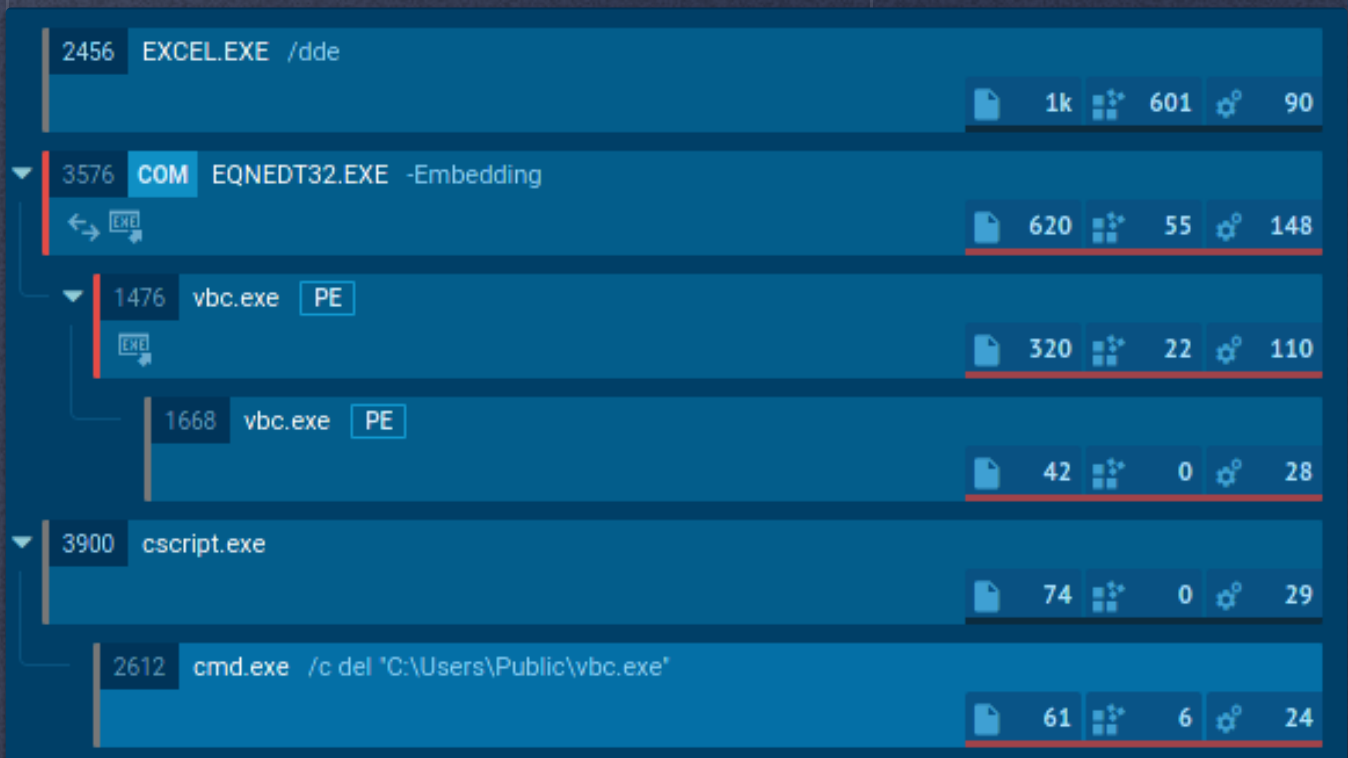 2456 EXCEL.EXE /dde
1k 601 90
3576 COM EQNEDT32.EXE -Embedding
EXE 620 55 148
1476 vbc.exe PE
EXE 320 22 110
1668 vbc.exe PE
42 0 28
3900 cscript.exe
74 0 29
2612 cmd.exe /c del "C:\Users\Public\vbc.exe"
61 6 24